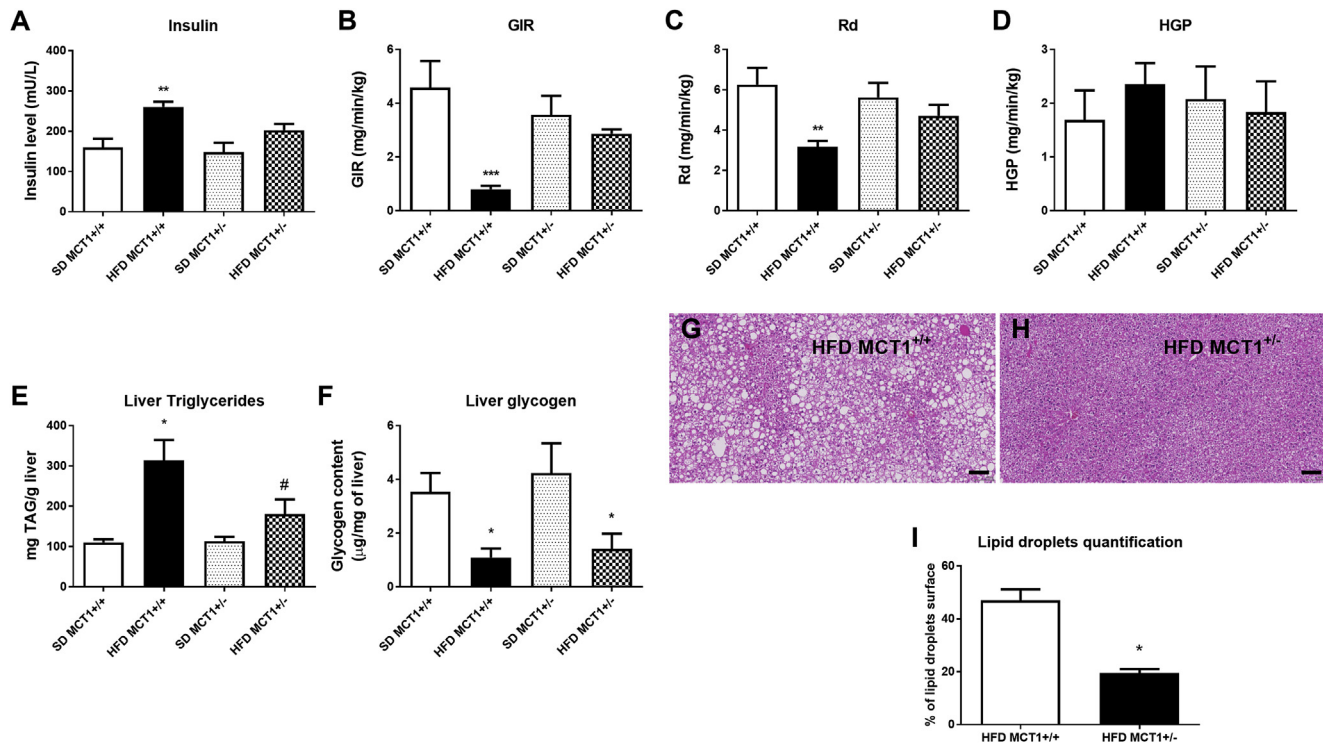 A
Insulin
Insulin level (mU/L)
400
300
200
100
0
**
SD MCT1+/+
HFD MCT1+/+
SD MCT1+/-
HFD MCT1+/-
B
GIR
GIR (mg/min/kg)
6
4
2
0
***
SD MCT1+/+
HFD MCT1+/+
SD MCT1+/-
HFD MCT1+/-
C
Rd
Rd (mg/min/kg)
8
6
4
2
0
**
SD MCT1+/+
HFD MCT1+/+
SD MCT1+/-
HFD MCT1+/-
D
HGP
HGP (mg/min/kg)
3
2
1
0
SD MCT1+/+
HFD MCT1+/+
SD MCT1+/-
HFD MCT1+/-
E
Liver Triglycerides
mg TAG/g liver
400
300
200
100
0
*
#
SD MCT1+/+
HFD MCT1+/+
SD MCT1+/-
HFD MCT1+/-
F
Liver glycogen
Glycogen content
(µg/mg of liver)
6
4
2
0
*
*
SD MCT1+/+
HFD MCT1+/+
SD MCT1+/-
HFD MCT1+/-
G
HFD MCT1+/+
H
HFD MCT1+/-
I
Lipid droplets quantification
% of lipid droplets surface
60
40
20
0
*
HFD MCT1+/+
HFD MCT1+/-